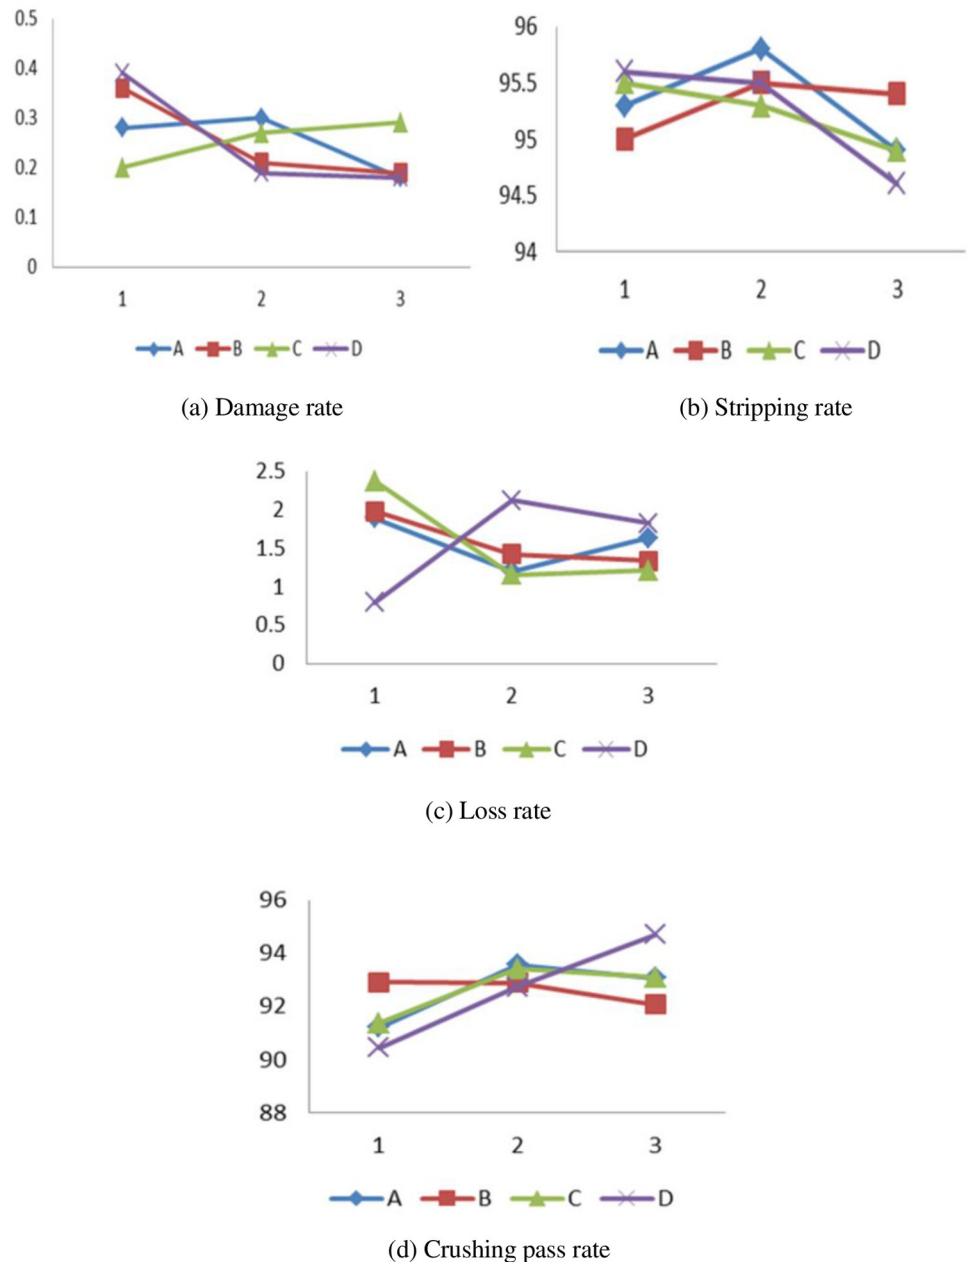 0.5
0.4
0.3
0.2
0.1
0
1 2 3
A B C D
(a) Damage rate
96
95.5
95
94.5
94
1 2 3
A B C D
(b) Stripping rate
2.5
2
1.5
1
0.5
0
1 2 3
A B C D
(c) Loss rate
96
94
92
90
88
1 2 3
A B C D
(d) Crushing pass rate